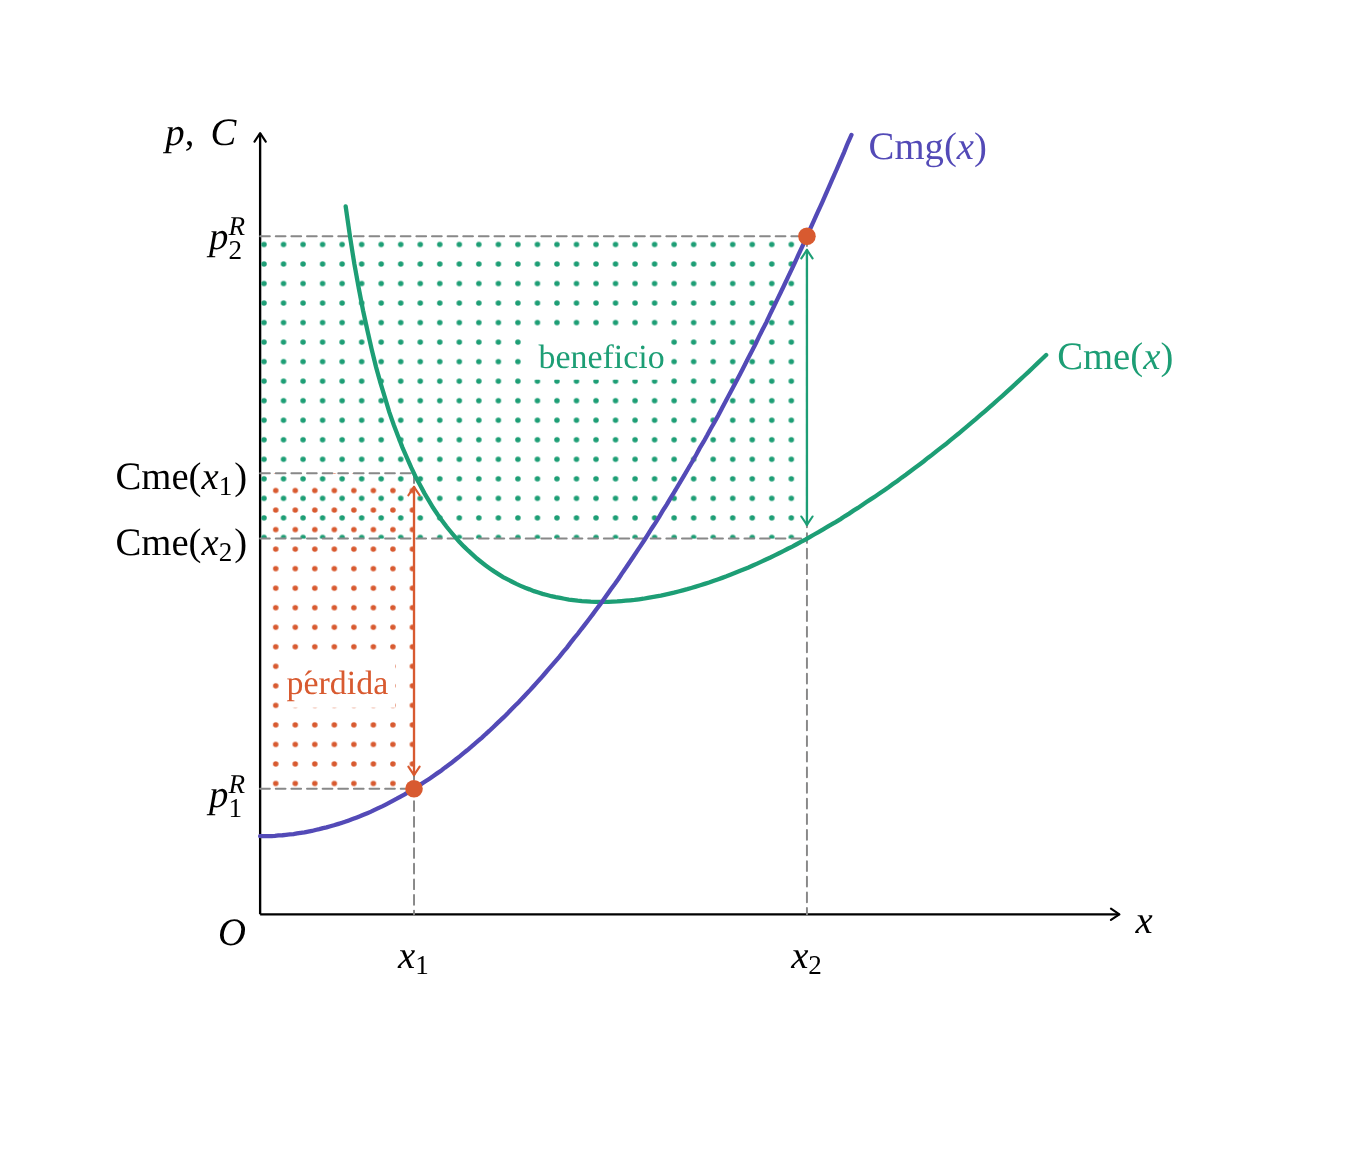 p, C
Cmg(x)
p₂ᴿ
beneficio
Cme(x)
Cme(x₁)
Cme(x₂)
pérdida
p₁ᴿ
O
x
x₁
x₂